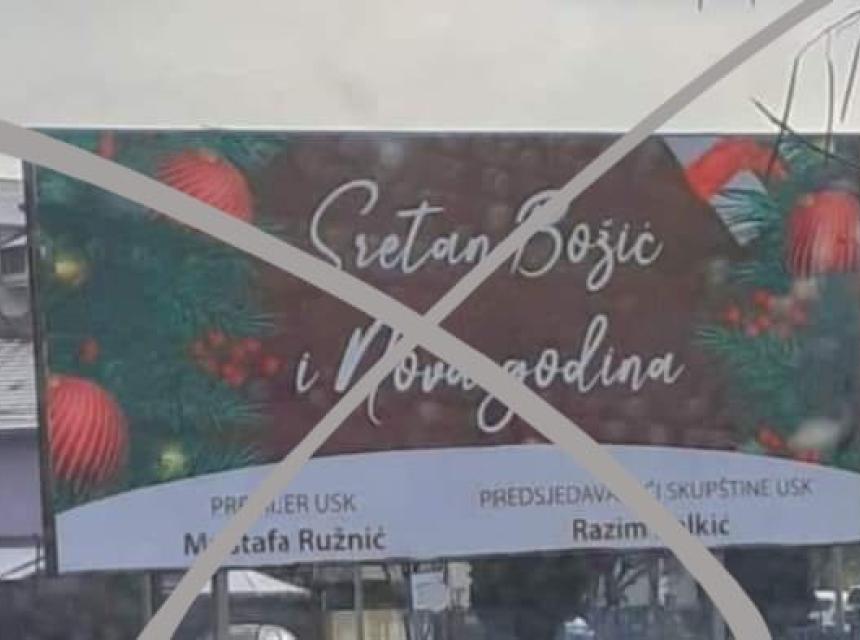 Sretan Božić
i Nova godina
PREMIJER USK
PREDSJEDAVAJUĆI SKUPŠTINE USK
Mustafa Ružnić
Razim